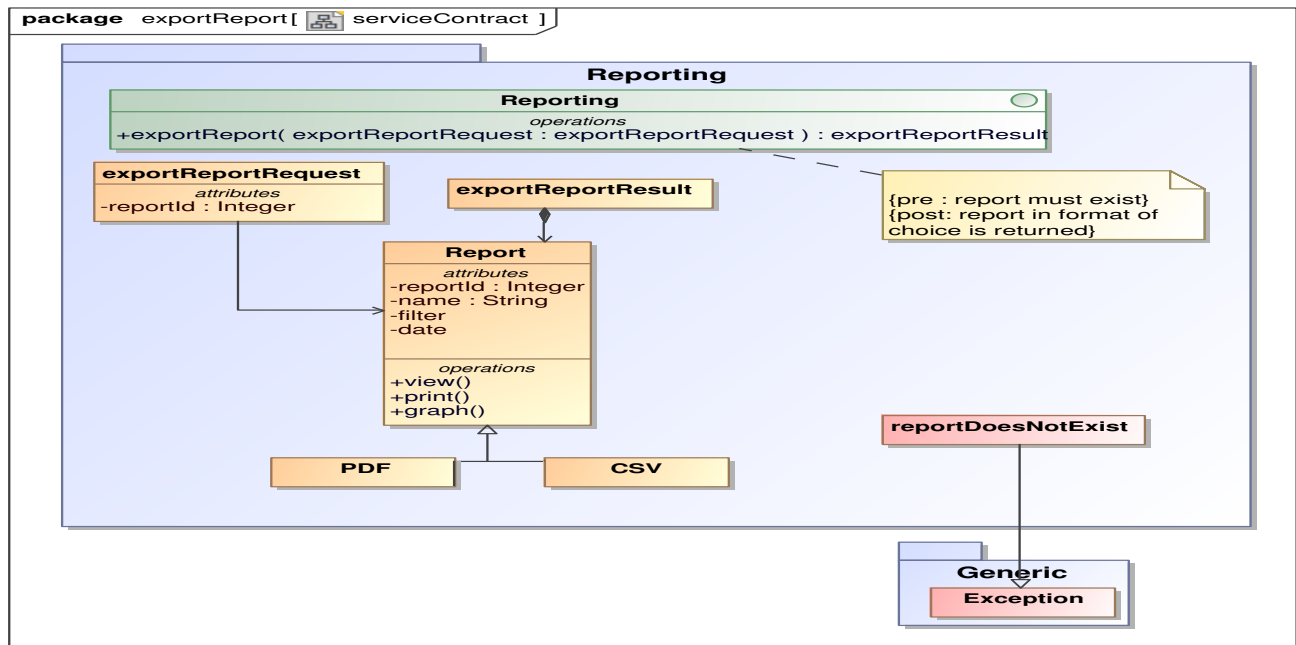 package exportReport[ serviceContract ]
Reporting
Reporting
operations
+exportReport( exportReportRequest : exportReportRequest ) : exportReportResult
exportReportRequest
attributes
-reportId : Integer
exportReportResult
{pre : report must exist}
{post: report in format of
choice is returned}
Report
attributes
-reportId : Integer
-name : String
-filter
-date
operations
+view()
+print()
+graph()
reportDoesNotExist
PDF
CSV
Generic
Exception